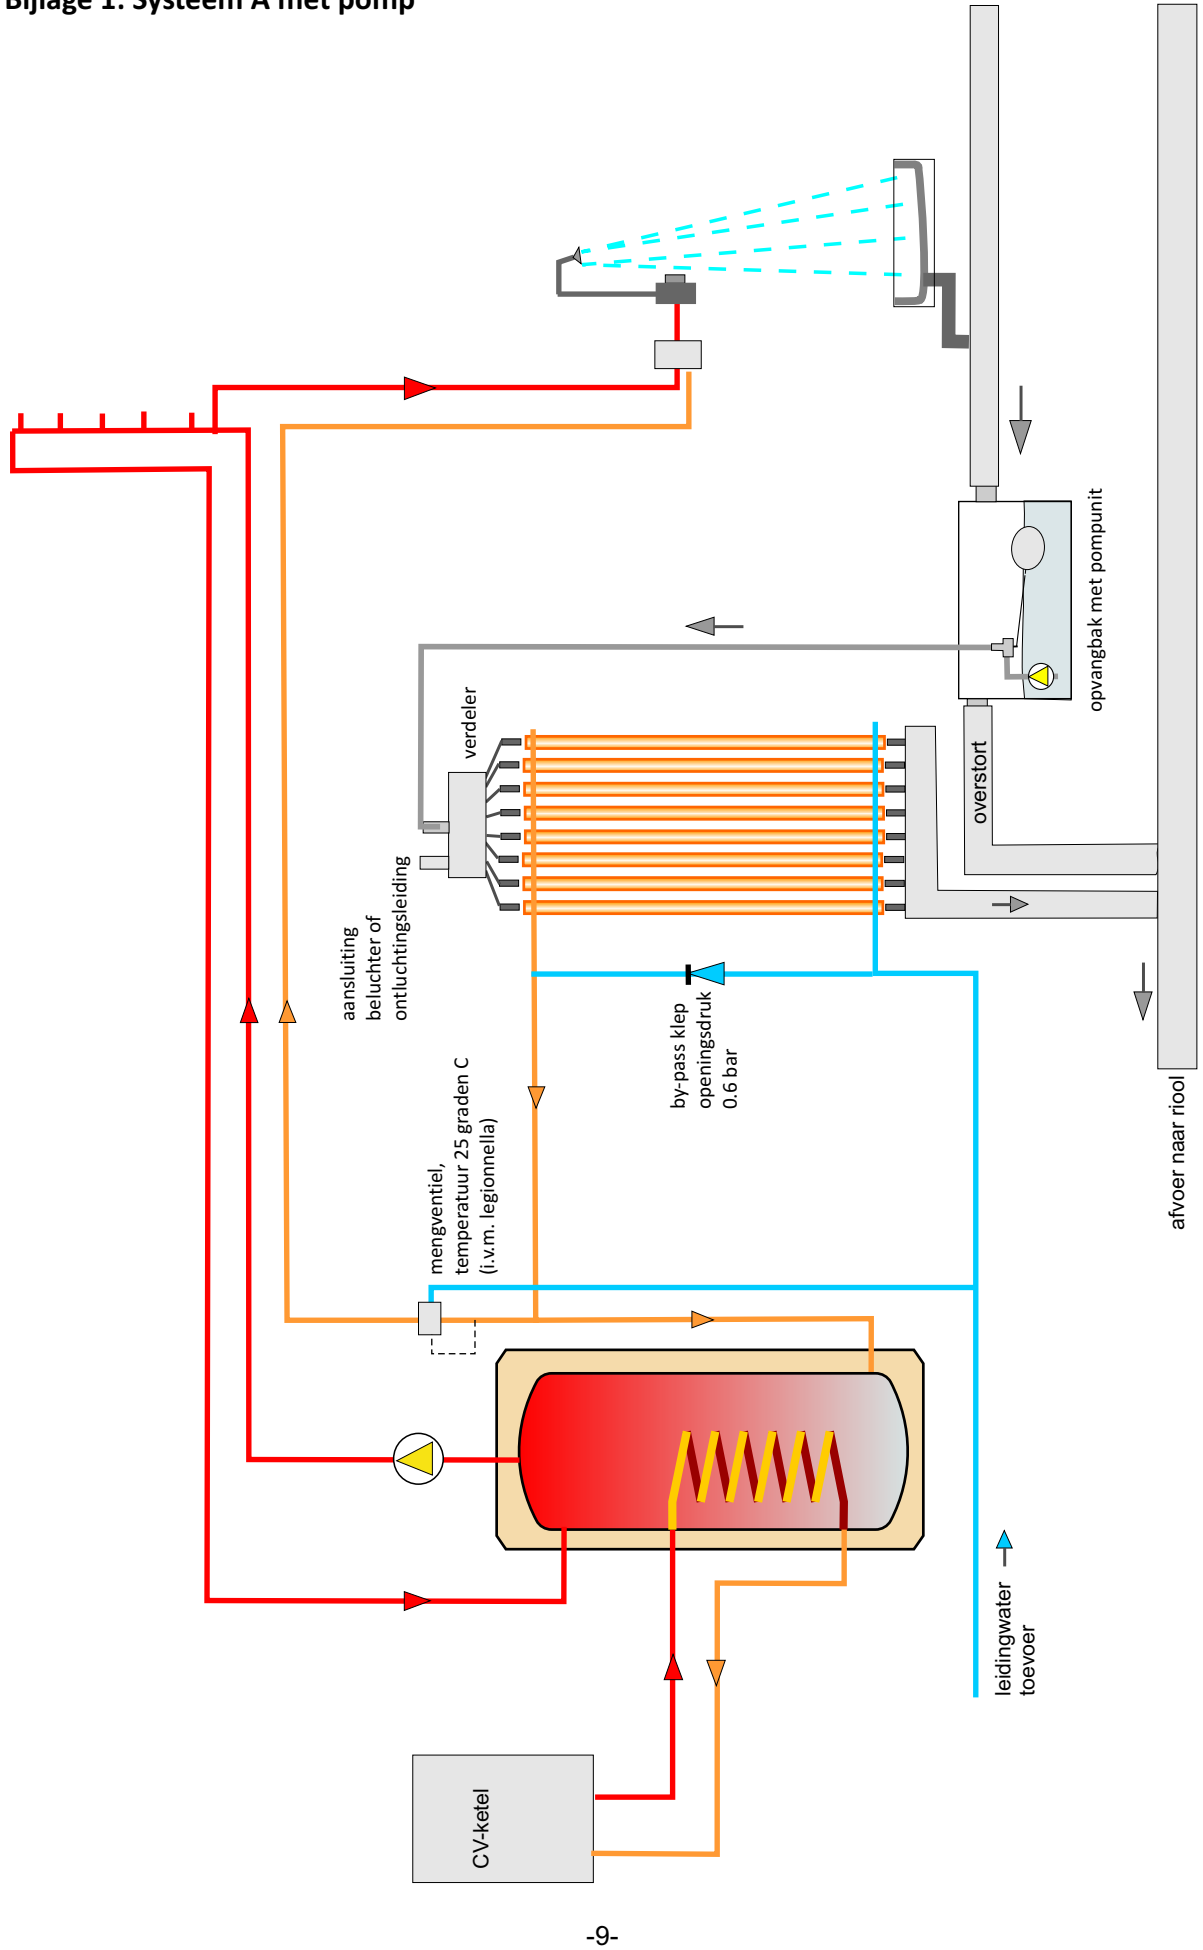 Bijlage 1: Systeem A met pomp
aansluiting
beluchter of
ontluchtingsleiding
verdeler
mengventiel,
temperatuur 25 graden C
(i.v.m. legionnella)
by-pass klep
openingsdruk
0.6 bar
overstort
opvangbak met pompunit
CV-ketel
leidingwater
toevoer
afvoer naar riool
-9-